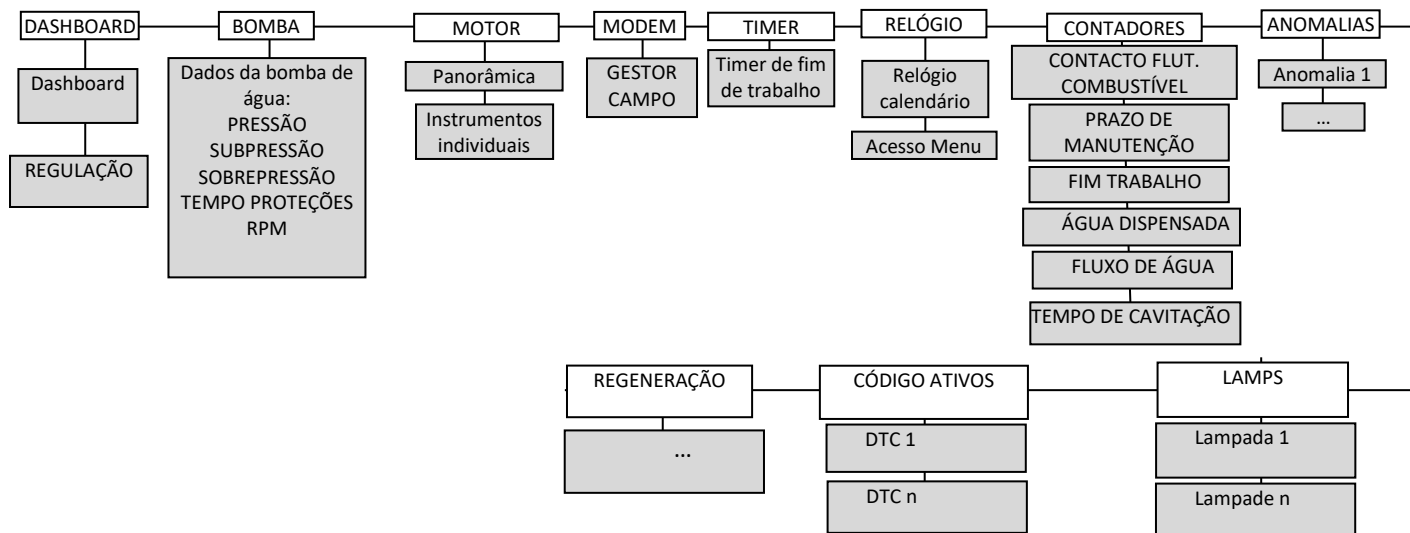 DASHBOARD
BOMBA
MOTOR
MODEM
TIMER
RELÓGIO
CONTADORES
ANOMALIAS
Dashboard
REGULAÇÃO
Dados da bomba de
água:
PRESSÃO
SUBPRESSÃO
SOBREPRESSÃO
TEMPO PROTEÇÕES
RPM
Panorâmica
Instrumentos
individuais
GESTOR
CAMPO
Timer de fim
de trabalho
Relógio
calendário
Acesso Menu
CONTACTO FLUT.
COMBUSTÍVEL
PRAZO DE
MANUTENÇÃO
FIM TRABALHO
ÁGUA DISPENSADA
FLUXO DE ÁGUA
TEMPO DE CAVITAÇÃO
Anomalia 1
...
REGENERAÇÃO
...
CÓDIGO ATIVOS
DTC 1
DTC n
LAMPS
Lampada 1
Lampade n